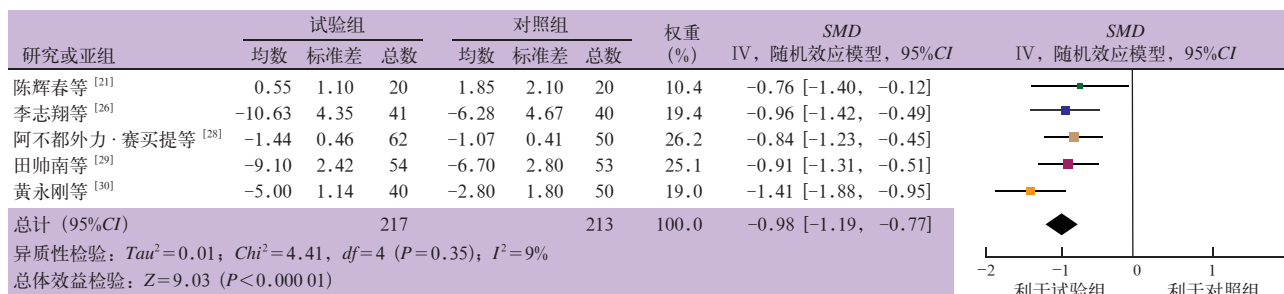 试验组 对照组 权重 SMD SMD
研究或亚组 均数 标准差 总数 均数 标准差 总数 (%) IV，随机效应模型，95%CI IV，随机效应模型，95%CI
陈辉春等 [21] 0.55 1.10 20 1.85 2.10 20 10.4 −0.76 [−1.40, −0.12]
李志翔等 [26] −10.63 4.35 41 −6.28 4.67 40 19.4 −0.96 [−1.42, −0.49]
阿不都外力·赛买提等 [28] −1.44 0.46 62 −1.07 0.41 50 26.2 −0.84 [−1.23, −0.45]
田帅南等 [29] −9.10 2.42 54 −6.70 2.80 53 25.1 −0.91 [−1.31, −0.51]
黄永刚等 [30] −5.00 1.14 40 −2.80 1.80 50 19.0 −1.41 [−1.88, −0.95]
总计 (95%CI) 217 213 100.0 −0.98 [−1.19, −0.77]
异质性检验：Tau²=0.01；Chi²=4.41，df=4 (P=0.35)；I²=9%
总体效益检验：Z=9.03 (P<0.000 01)
−2 −1 0 1
利于试验组 利于对照组